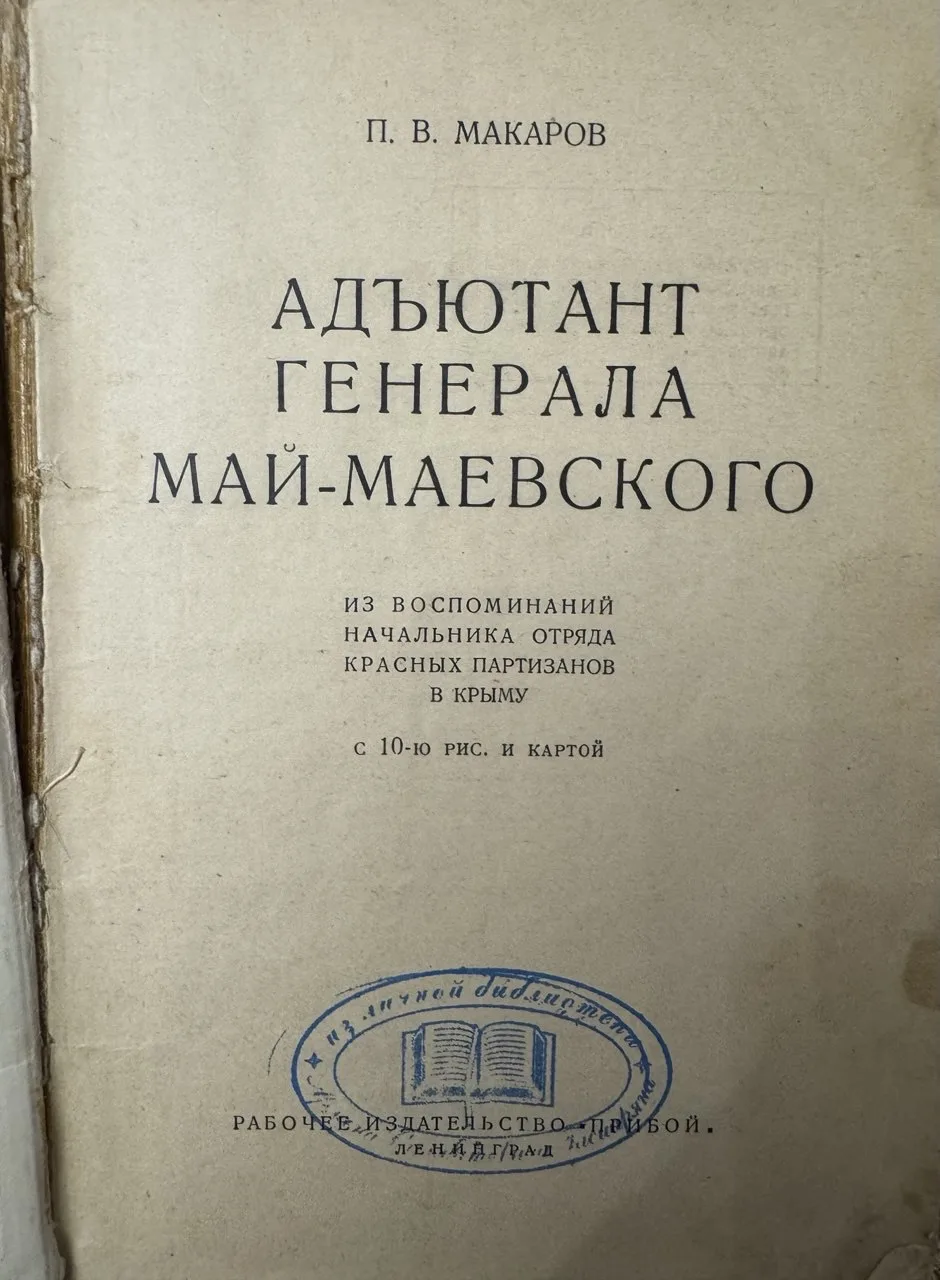 П. В. МАКАРОВ
АДЪЮТАНТ
ГЕНЕРАЛА
МАЙ-МАЕВСКОГО
ИЗ ВОСПОМИНАНИЙ
НАЧАЛЬНИКА ОТРЯДА
КРАСНЫХ ПАРТИЗАНОВ
В КРЫМУ
С 10-Ю РИС. И КАРТОЙ
из личной библиотеки
РАБОЧЕЕ ИЗДАТЕЛЬСТВО „ПРИБОЙ“
ЛЕНИНГРАД